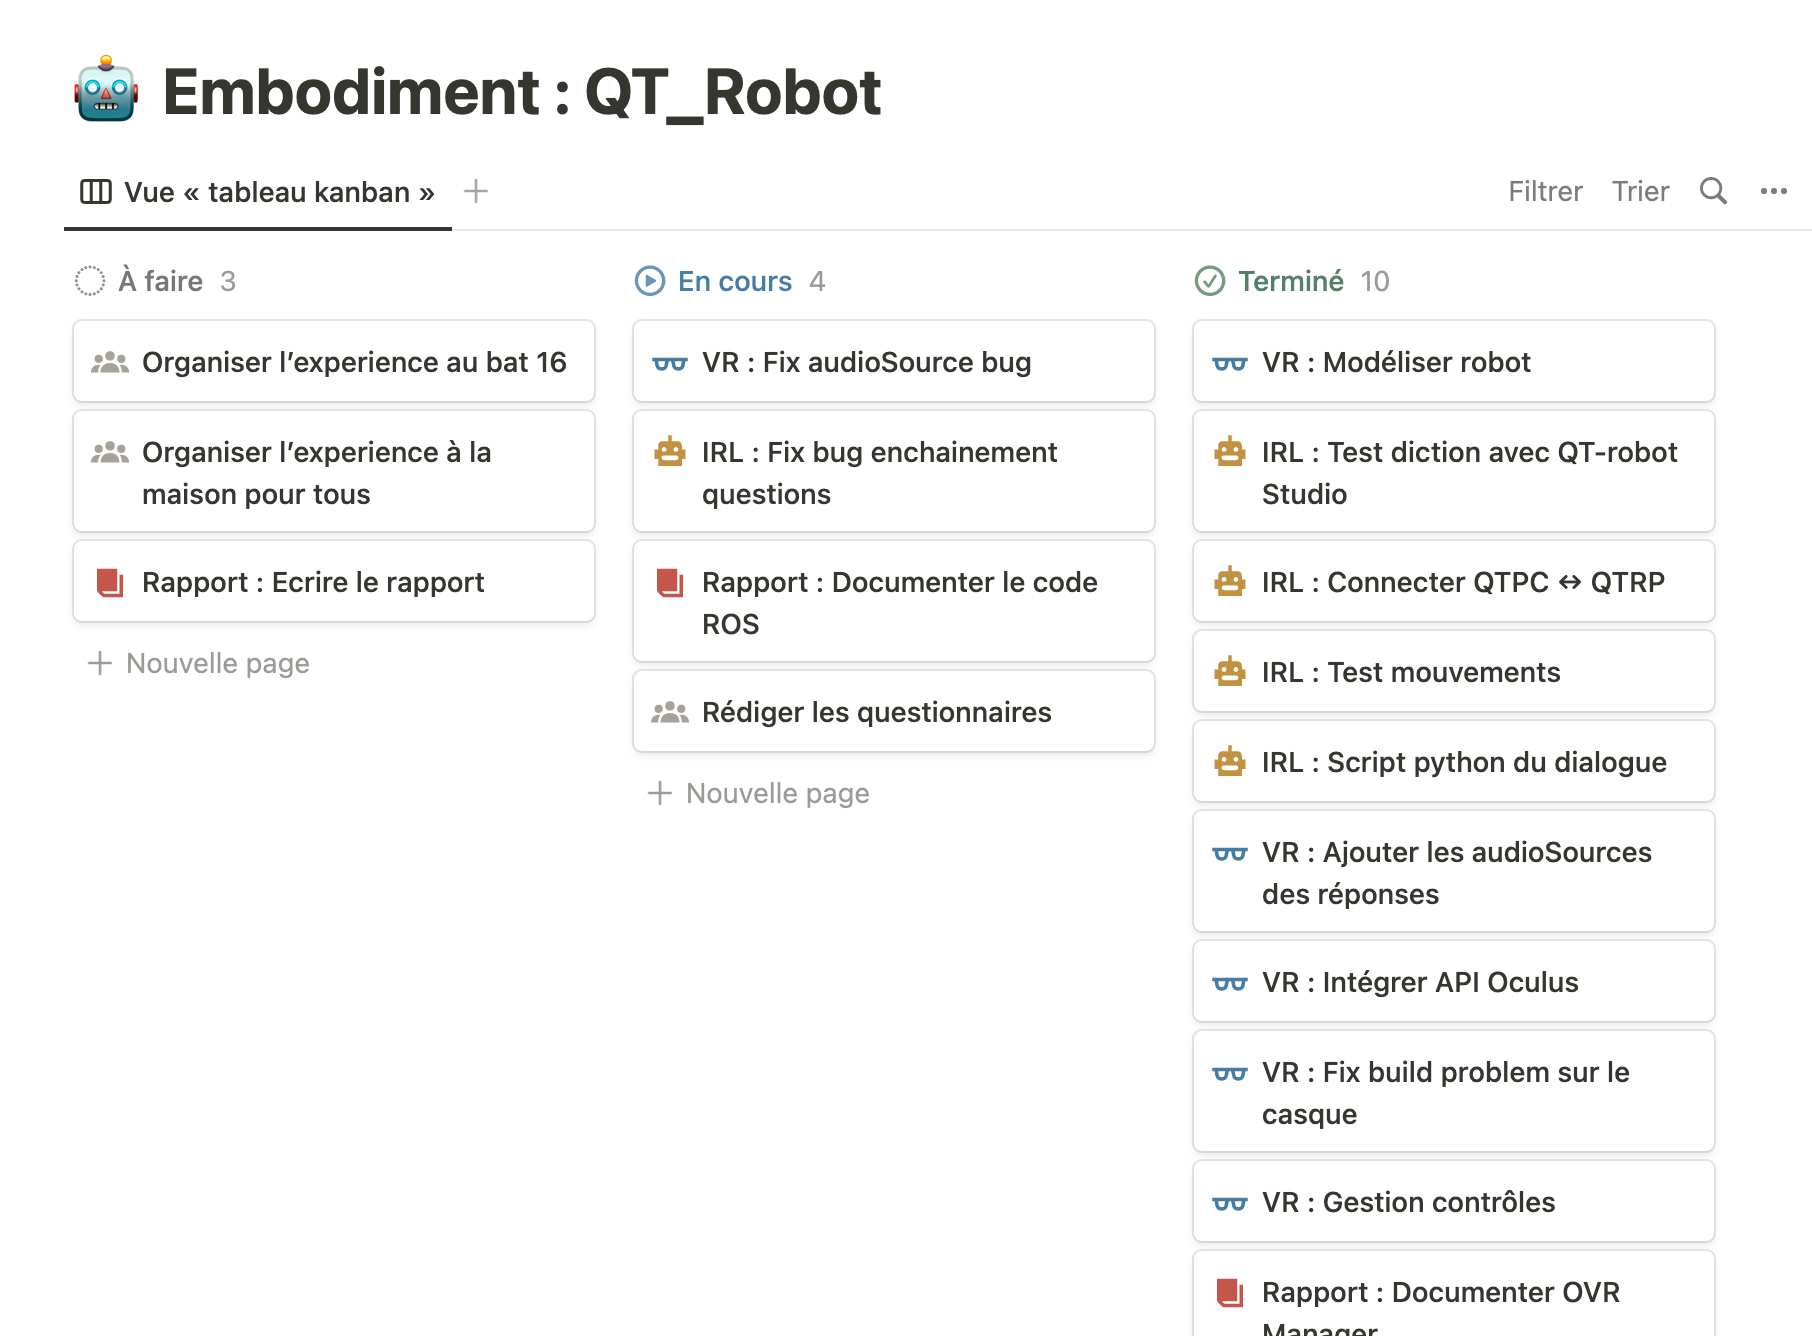 Embodiment : QT_Robot
Vue « tableau kanban »
Filtrer Trier
À faire 3
Organiser l’experience au bat 16
Organiser l’experience à la
maison pour tous
Rapport : Ecrire le rapport
Nouvelle page
En cours 4
VR : Fix audioSource bug
IRL : Fix bug enchainement
questions
Rapport : Documenter le code
ROS
Rédiger les questionnaires
Nouvelle page
Terminé 10
VR : Modéliser robot
IRL : Test diction avec QT-robot
Studio
IRL : Connecter QTPC ↔ QTRP
IRL : Test mouvements
IRL : Script python du dialogue
VR : Ajouter les audioSources
des réponses
VR : Intégrer API Oculus
VR : Fix build problem sur le
casque
VR : Gestion contrôles
Rapport : Documenter OVR
Manager